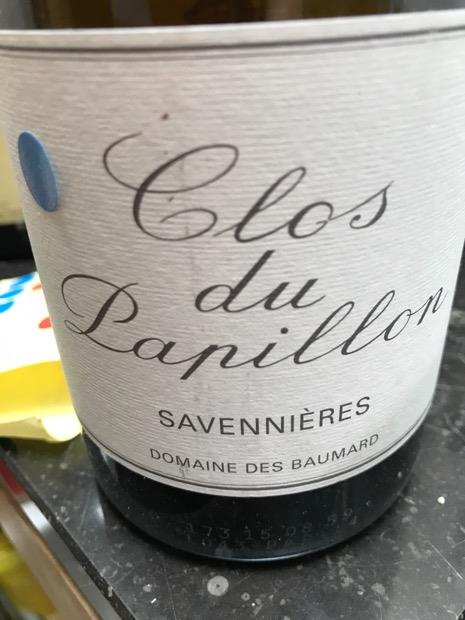 Clos
du
Papillon
SAVENNIÈRES
DOMAINE DES BAUMARD